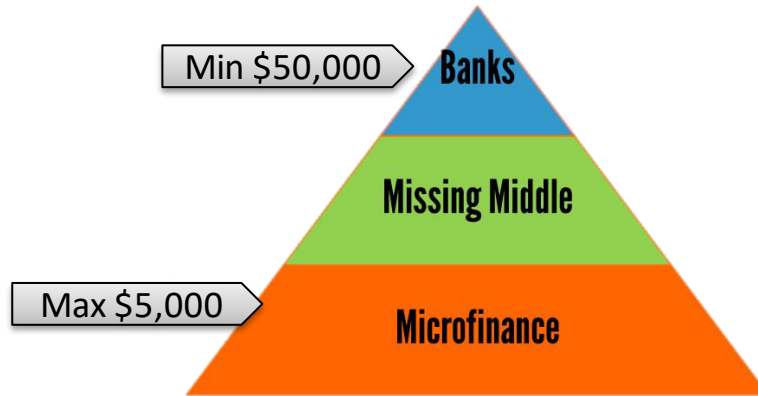 Min $50,000
Banks
Missing Middle
Max $5,000
Microfinance